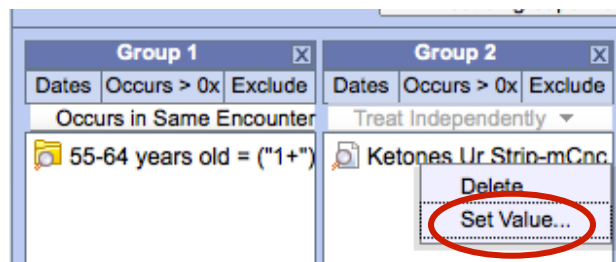 Group 1 X
Dates Occurs > 0x Exclude
Occurs in Same Encounter
55-64 years old = ("1+")
Group 2 X
Dates Occurs > 0x Exclude
Treat Independently
Ketones Ur Strip-mCnc
Delete
Set Value...